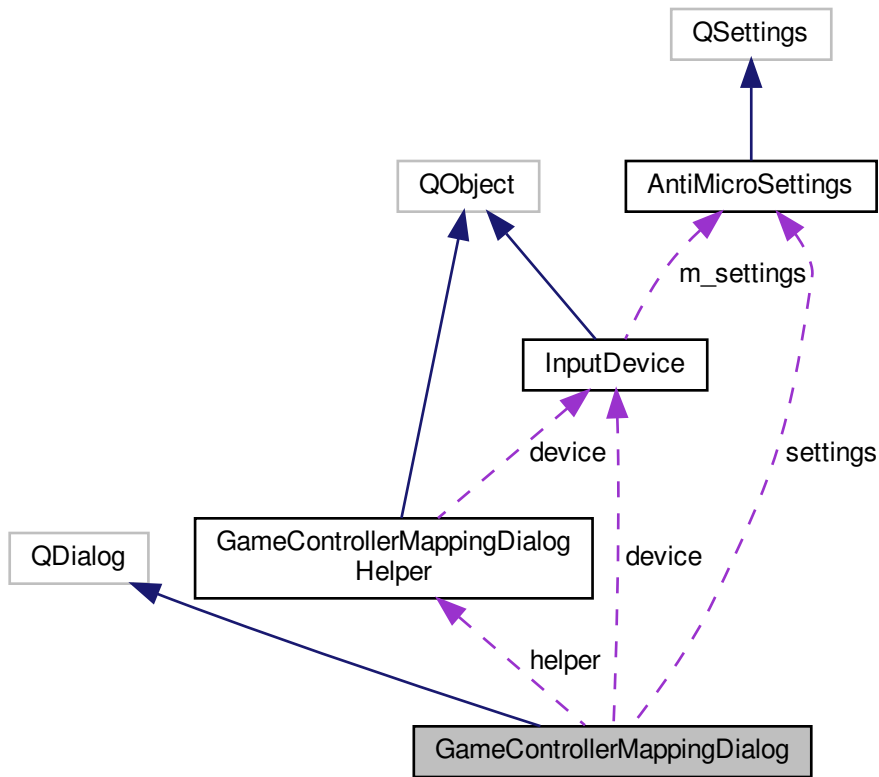 QSettings
QObject
AntiMicroSettings
m_settings
InputDevice
device
settings
GameControllerMappingDialog
Helper
QDialog
device
helper
GameControllerMappingDialog